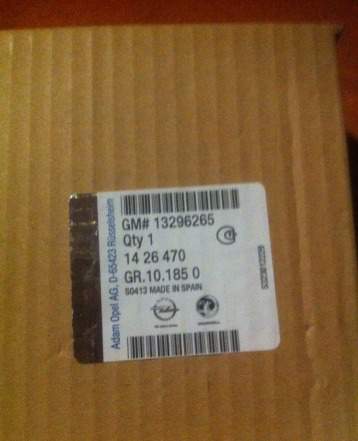 GM# 13296265
Qty 1
14 26 470
GR.10.185 0
S0413 MADE IN SPAIN
Adam Opel AG, D-65423 Rüsselsheim